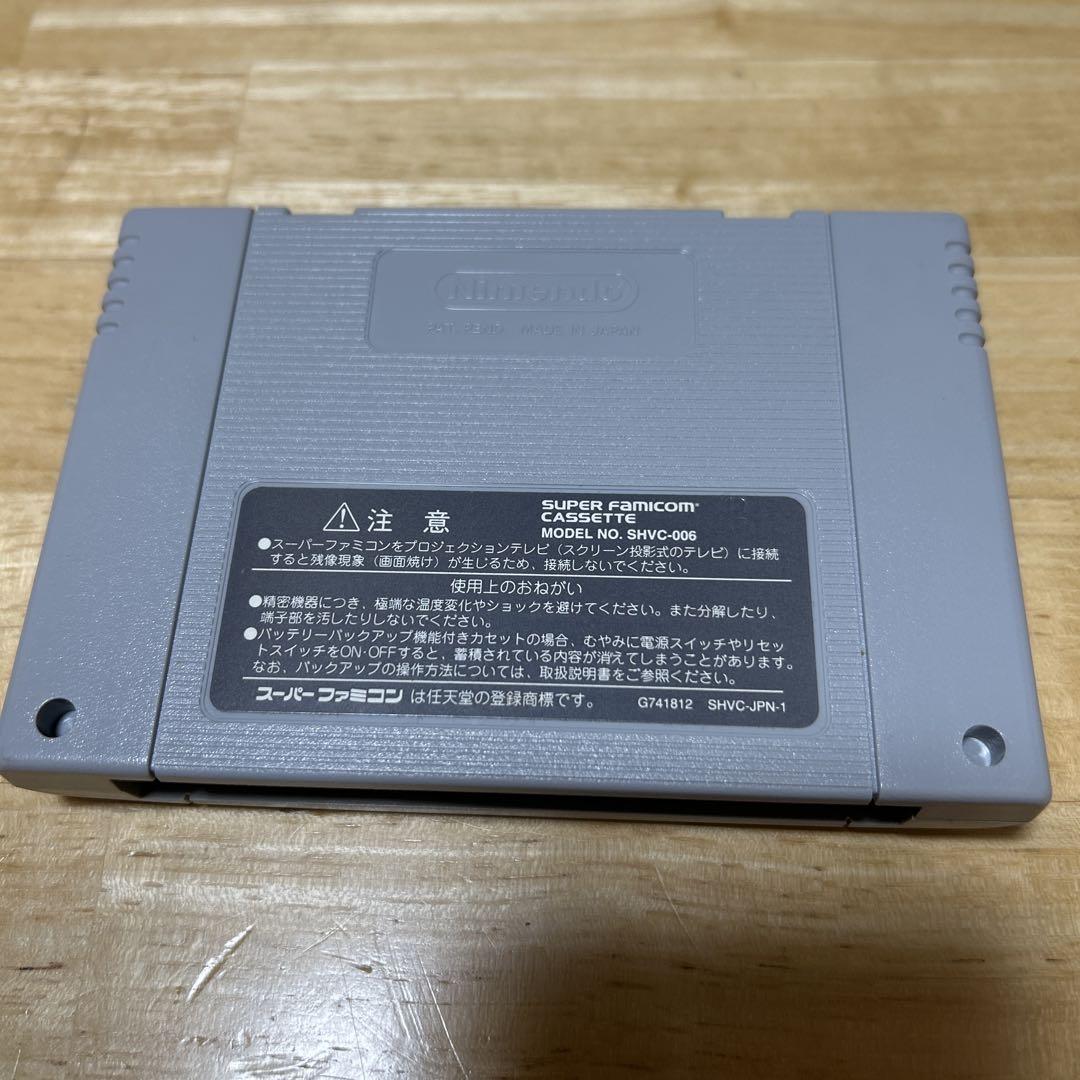 Nintendo
PAT. PEND. MADE IN JAPAN
⚠注 意
SUPER FAMICOM®
CASSETTE
MODEL NO. SHVC-006
●スーパーファミコンをプロジェクションテレビ（スクリーン投影式のテレビ）に接続
すると残像現象（画面焼け）が生じるため、接続しないでください。
使用上のおねがい
●精密機器につき、極端な温度変化やショックを避けてください。また分解したり、
端子部を汚したりしないでください。
●バッテリーバックアップ機能付きカセットの場合、むやみに電源スイッチやリセッ
トスイッチをON・OFFすると、蓄積されている内容が消えてしまうことがあります。
なお、バックアップの操作方法については、取扱説明書をご参照ください。
スーパーファミコン は任天堂の登録商標です。 G741812 SHVC-JPN-1